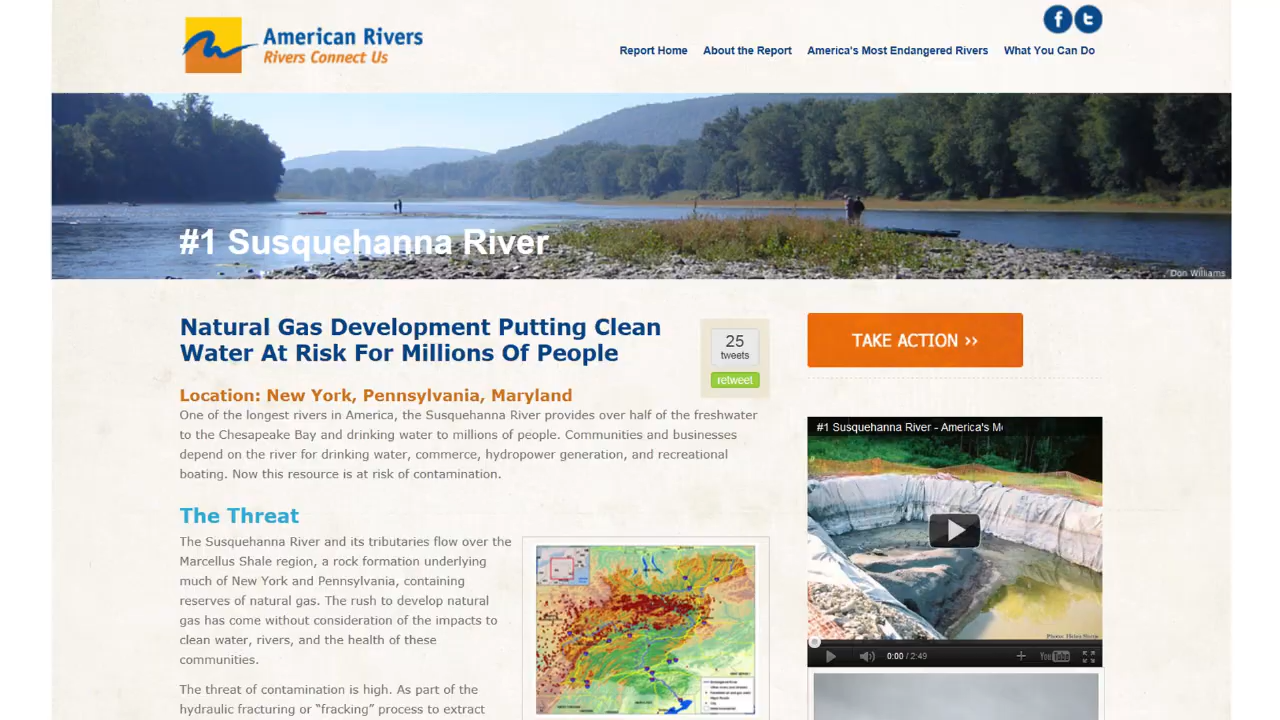 American Rivers
Rivers Connect Us
Report Home About the Report America's Most Endangered Rivers What You Can Do
#1 Susquehanna River
Don Williams
Natural Gas Development Putting Clean
Water At Risk For Millions Of People
25
tweets
retweet
TAKE ACTION >>
Location: New York, Pennsylvania, Maryland
One of the longest rivers in America, the Susquehanna River provides over half of the freshwater
to the Chesapeake Bay and drinking water to millions of people. Communities and businesses
depend on the river for drinking water, commerce, hydropower generation, and recreational
boating. Now this resource is at risk of contamination.
#1 Susquehanna River - America's M
The Threat
The Susquehanna River and its tributaries flow over the
Marcellus Shale region, a rock formation underlying
much of New York and Pennsylvania, containing
reserves of natural gas. The rush to develop natural
gas has come without consideration of the impacts to
clean water, rivers, and the health of these
communities.
The threat of contamination is high. As part of the
hydraulic fracturing or “fracking” process to extract
0:00 / 2:49
YouTube